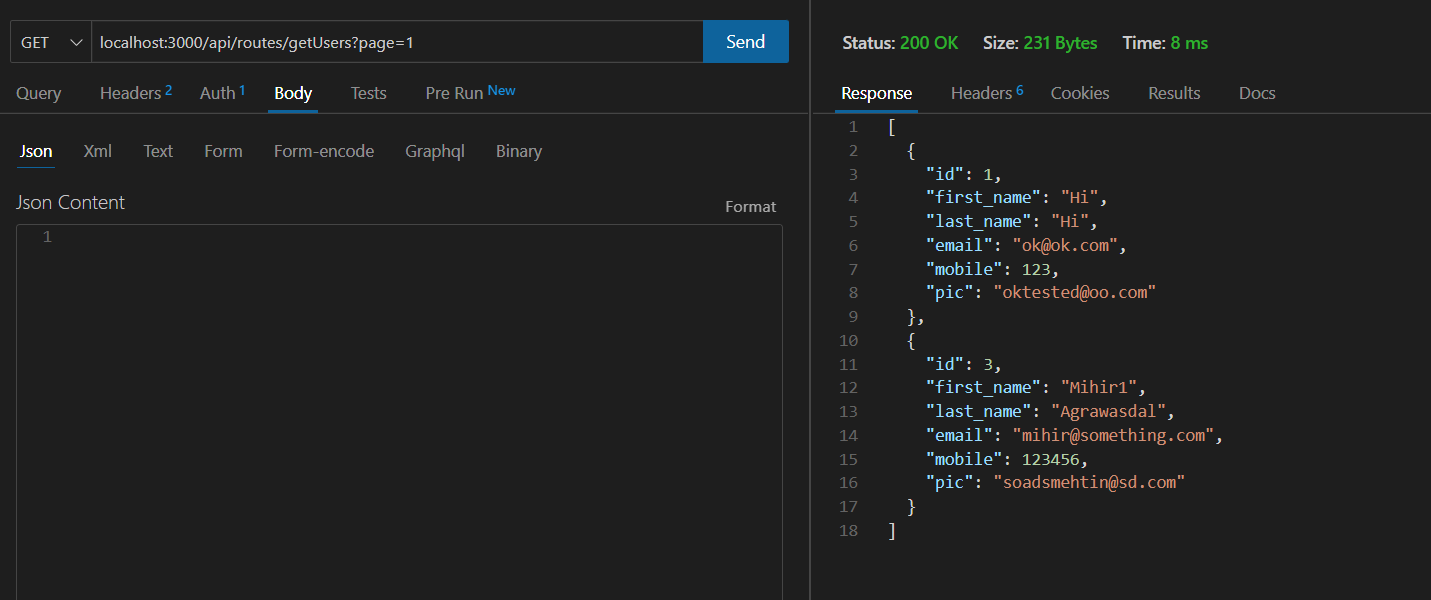 GET localhost:3000/api/routes/getUsers?page=1 Send
Query Headers 2 Auth 1 Body Tests Pre Run New
Json Xml Text Form Form-encode Graphql Binary
Json Content Format
1
Status: 200 OK Size: 231 Bytes Time: 8 ms
Response Headers 6 Cookies Results Docs
1 [
2 {
3 "id": 1,
4 "first_name": "Hi",
5 "last_name": "Hi",
6 "email": "ok@ok.com",
7 "mobile": 123,
8 "pic": "oktested@oo.com"
9 },
10 {
11 "id": 3,
12 "first_name": "Mihir1",
13 "last_name": "Agrawasdal",
14 "email": "mihir@something.com",
15 "mobile": 123456,
16 "pic": "soadsmehtin@sd.com"
17 }
18 ]